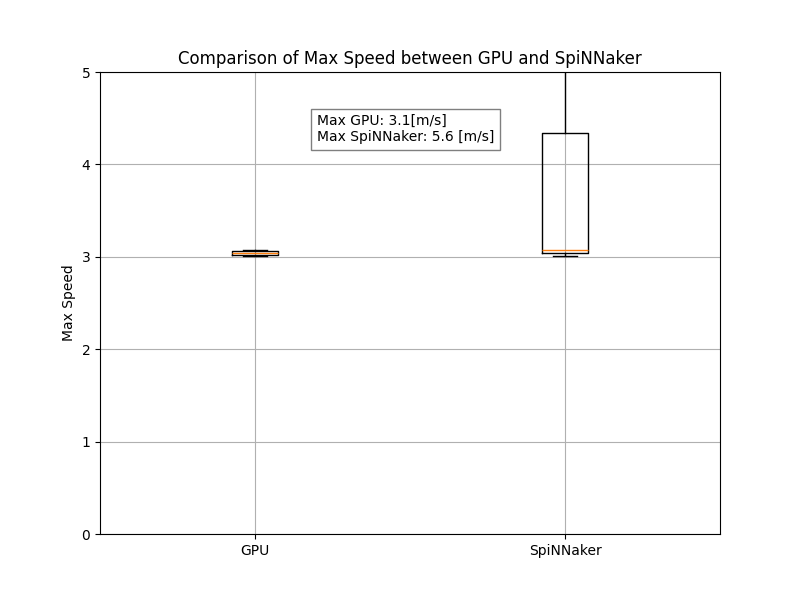 Comparison of Max Speed between GPU and SpiNNaker
Max GPU: 3.1[m/s]
Max SpiNNaker: 5.6 [m/s]
Max Speed
5
4
3
2
1
0
GPU
SpiNNaker